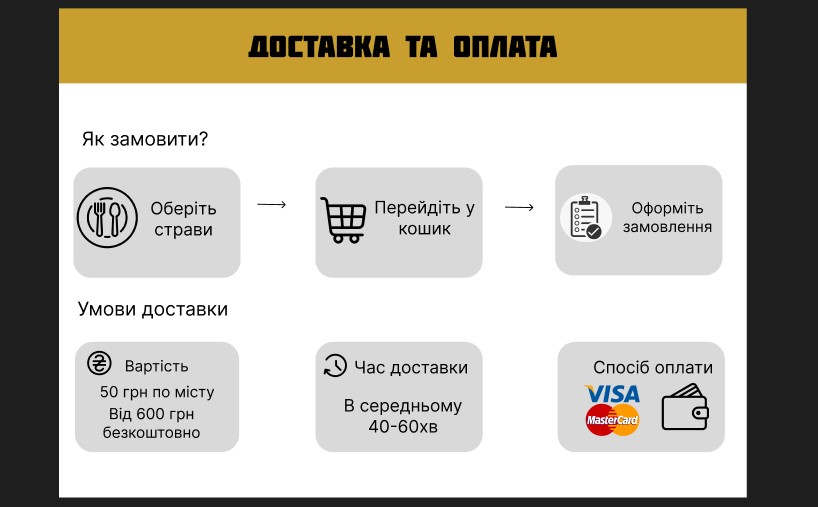 ДОСТАВКА ТА ОПЛАТА
Як замовити?
Оберіть
страви
Перейдіть у
кошик
Оформіть
замовлення
Умови доставки
Вартість
50 грн по місту
Від 600 грн
безкоштовно
Час доставки
В середньому
40-60хв
Спосіб оплати
VISA
MasterCard